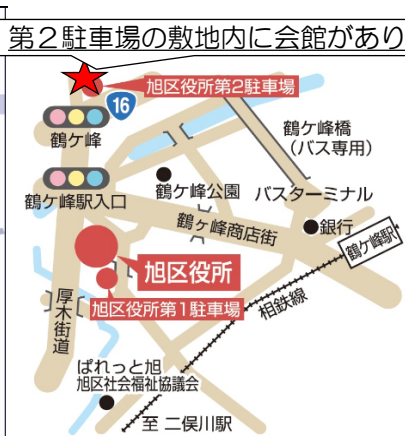 第２駐車場の敷地内に会館があり
旭区役所第2駐車場
16
鶴ケ峰
鶴ケ峰橋
（バス専用）
鶴ケ峰駅入口
鶴ケ峰公園
バスターミナル
鶴ケ峰商店街
銀行
鶴ケ峰駅
旭区役所
旭区役所第1駐車場
相鉄線
厚木街道
ぱれっと旭
旭区社会福祉協議会
至 二俣川駅